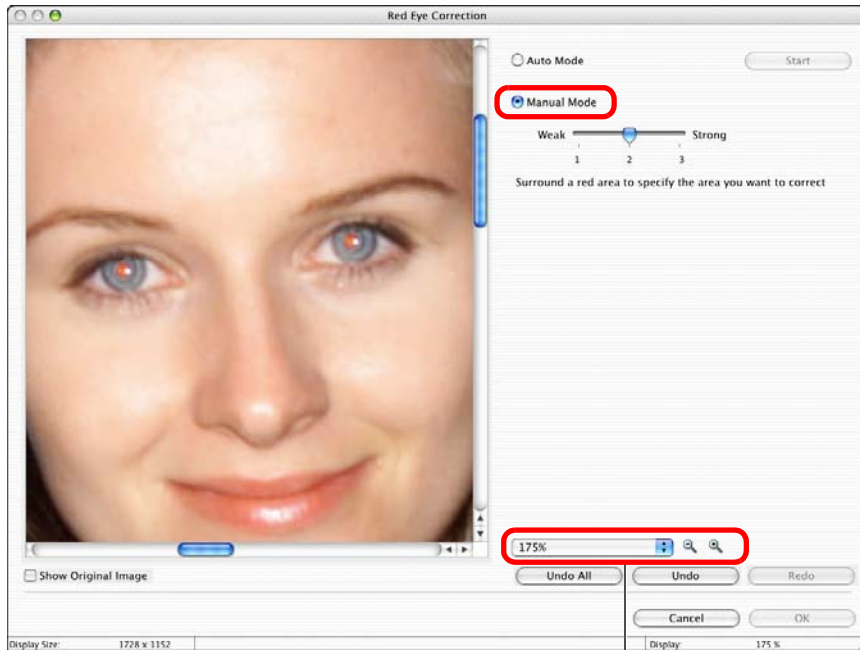 Red Eye Correction
Auto Mode
Start
Manual Mode
Weak
Strong
1 2 3
Surround a red area to specify the area you want to correct
175%
Show Original Image
Undo All
Undo
Redo
Cancel
OK
Display Size: 1728 x 1152
Display: 175 %